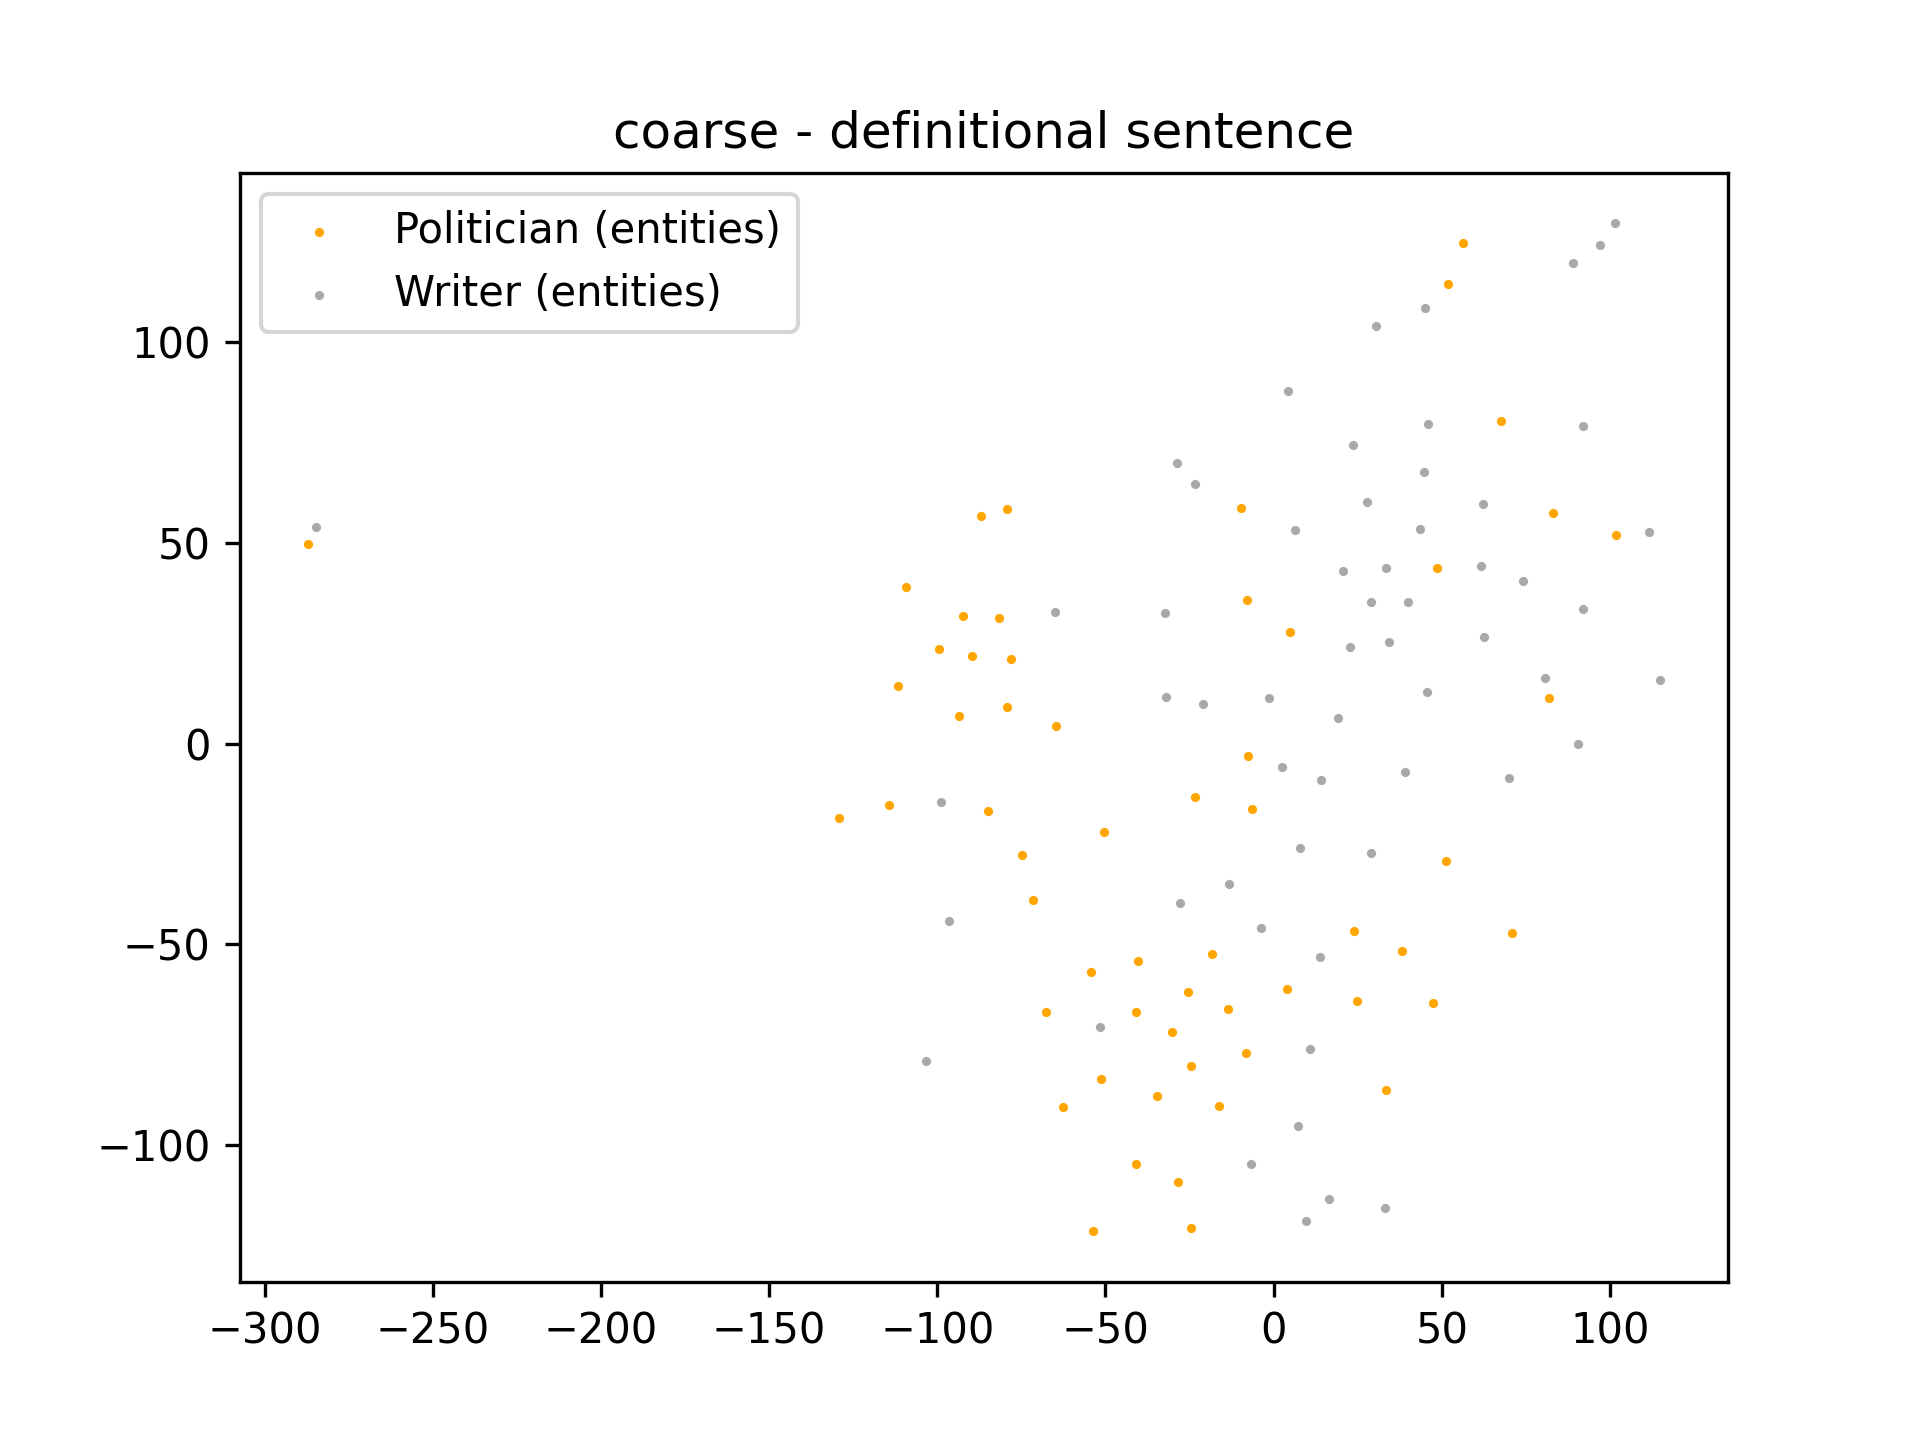 coarse - definitional sentence
Politician (entities)
Writer (entities)
100
50
0
−50
−100
−300 −250 −200 −150 −100 −50 0 50 100